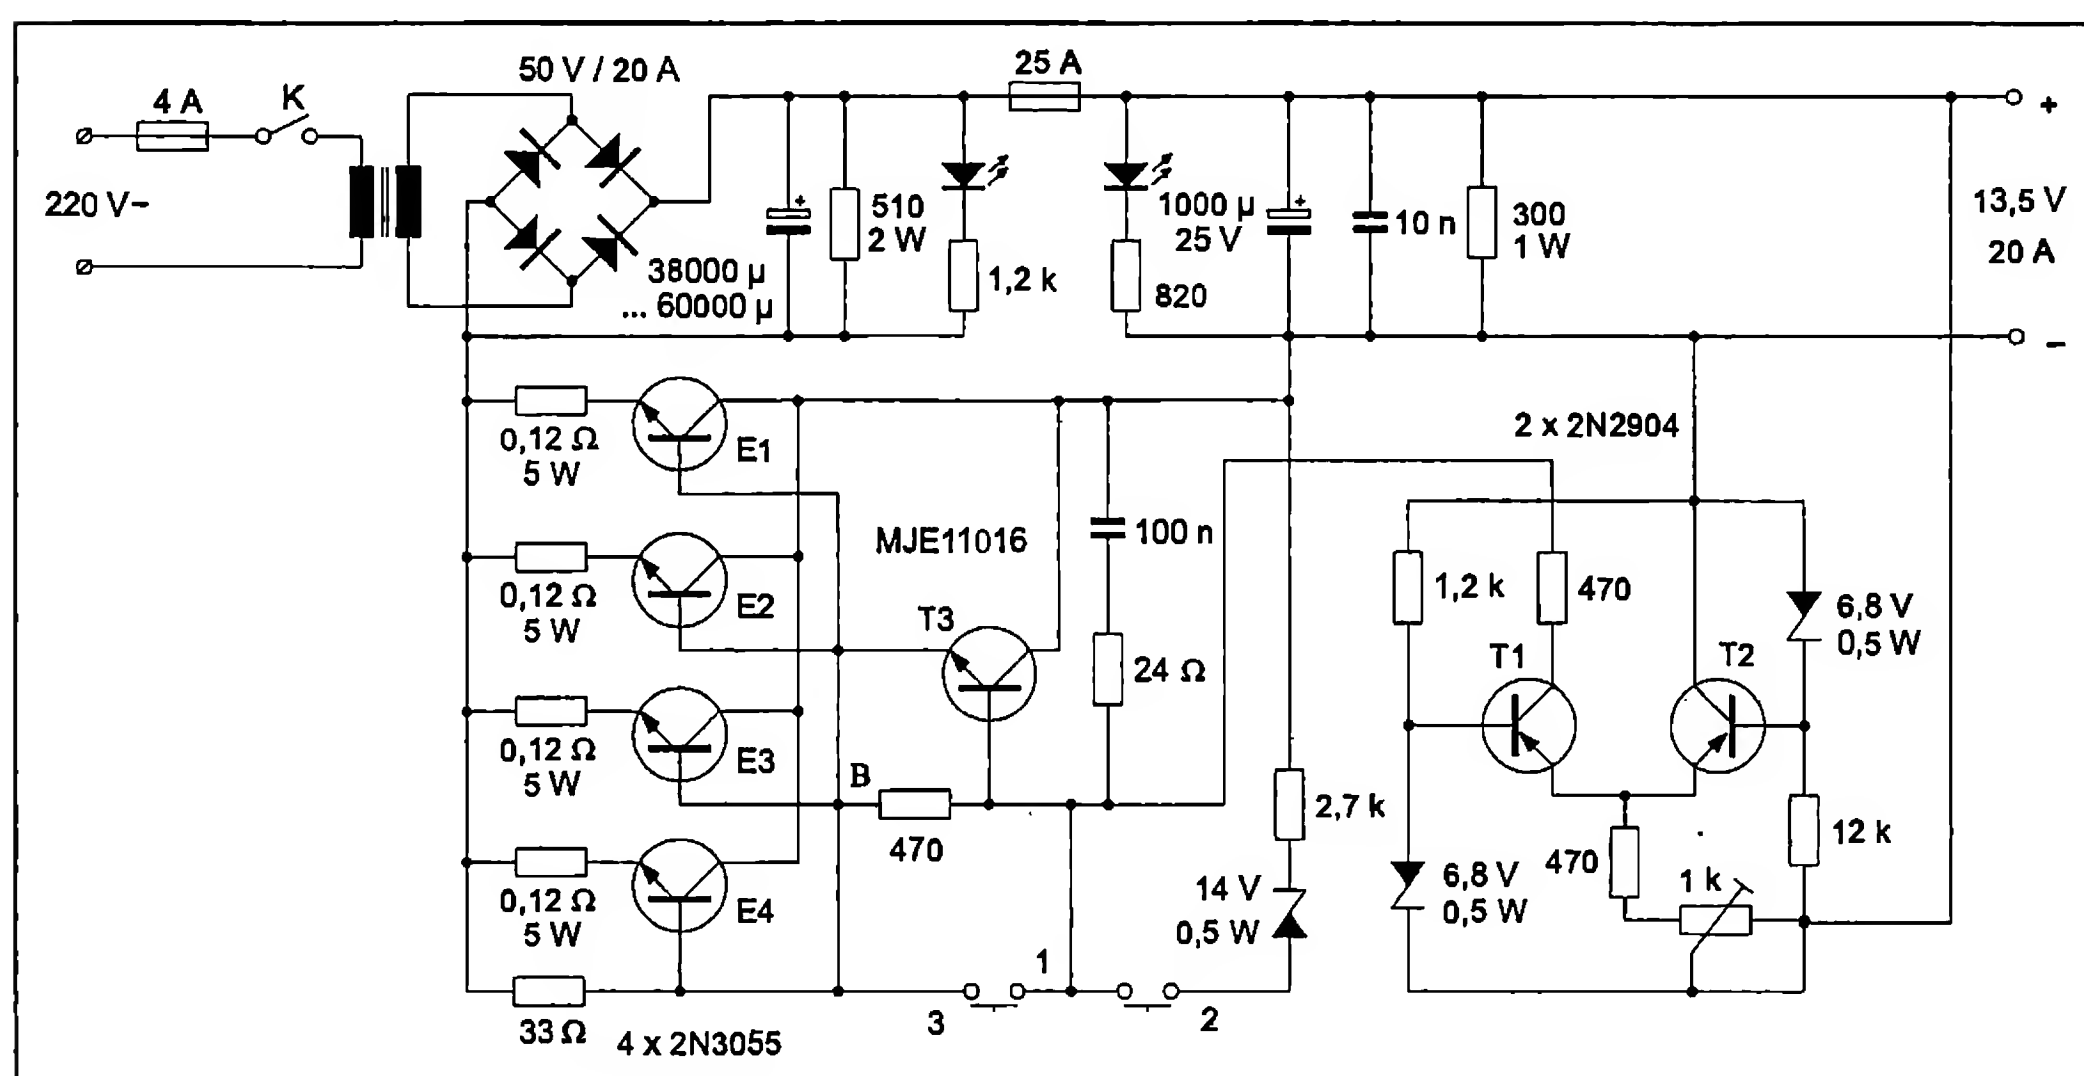 50 V / 20 A
25 A
4 A
K
220 V~
510
2 W
38000 µ
... 60000 µ
1,2 k
+
820
1000 µ
25 V
+
10 n
300
1 W
+
13,5 V
20 A
-
0,12 Ω
5 W
E1
2 x 2N2904
MJE11016
100 n
0,12 Ω
5 W
E2
1,2 k
470
6,8 V
0,5 W
T3
24 Ω
T1
T2
0,12 Ω
5 W
E3
B
470
2,7 k
12 k
0,12 Ω
5 W
E4
14 V
0,5 W
6,8 V
0,5 W
470
1 k
1
3
2
33 Ω
4 x 2N3055